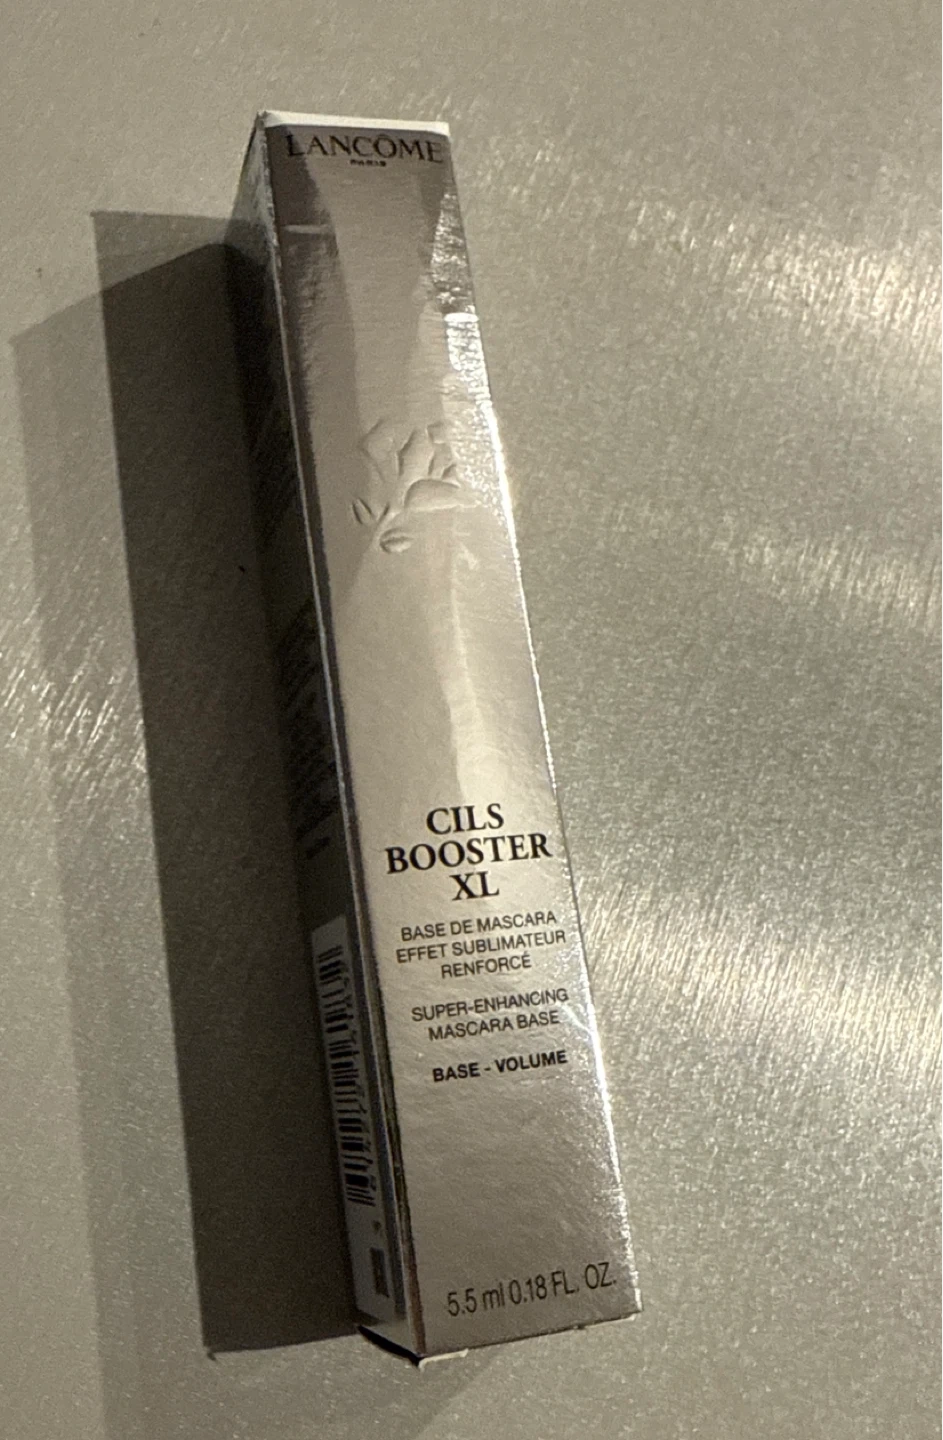 LANCÔME
PARIS
CILS
BOOSTER
XL
BASE DE MASCARA
EFFET SUBLIMATEUR
RENFORCÉ
SUPER-ENHANCING
MASCARA BASE
BASE - VOLUME
5.5 ml 0.18 FL. OZ.